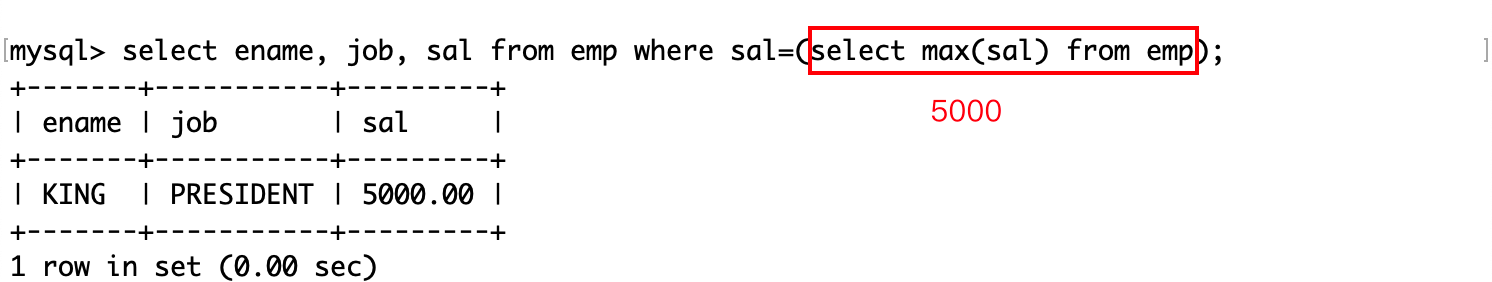 [mysql> select ename, job, sal from emp where sal=(select max(sal) from emp); ]
+-------+-----------+---------+
| ename | job       | sal     |
+-------+-----------+---------+
5000
| KING  | PRESIDENT | 5000.00 |
+-------+-----------+---------+
1 row in set (0.00 sec)